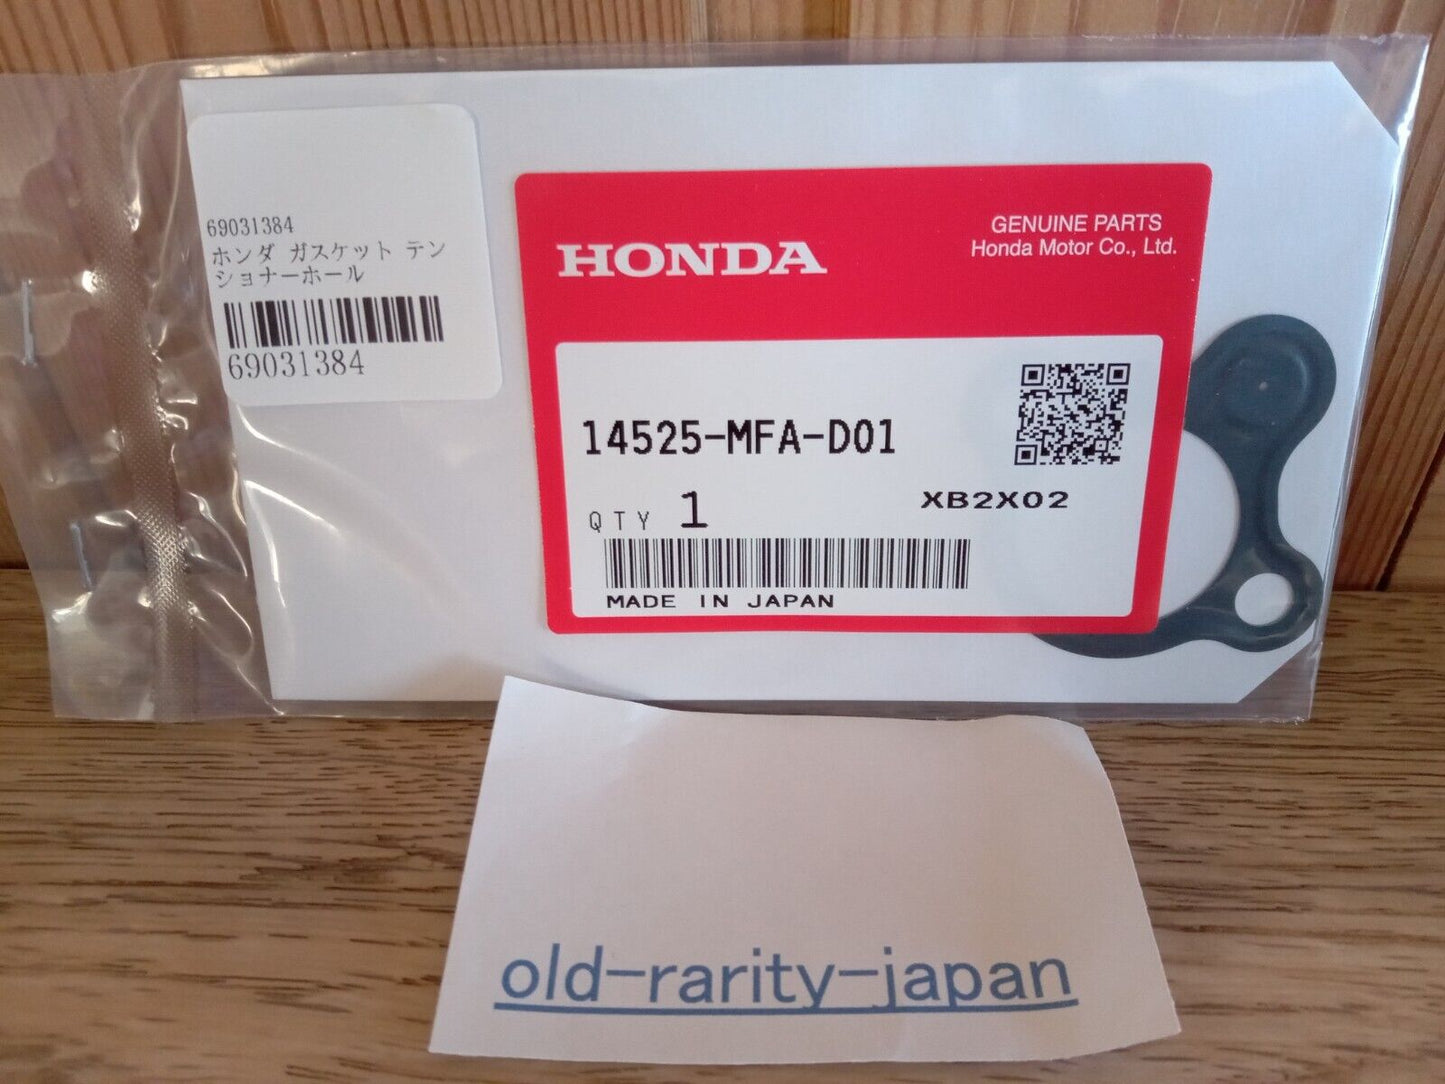 69031384
ホンダ ガスケット テン
ショナーホール
69031384
HONDA
GENUINE PARTS
Honda Motor Co., Ltd.
14525-MFA-D01
QTY 1
XB2X02
MADE IN JAPAN
old-rarity-japan